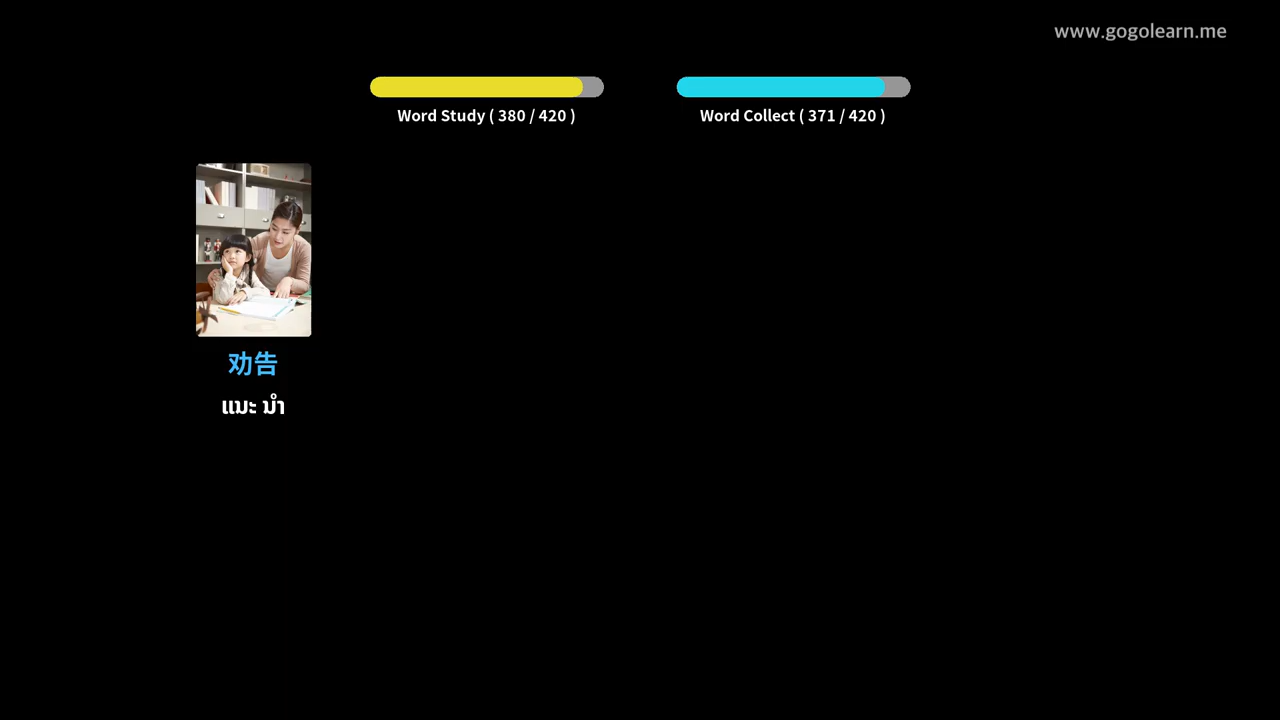 www.gogolearn.me
Word Study ( 380 / 420 )
Word Collect ( 371 / 420 )
劝告
ແນະ ນໍາ